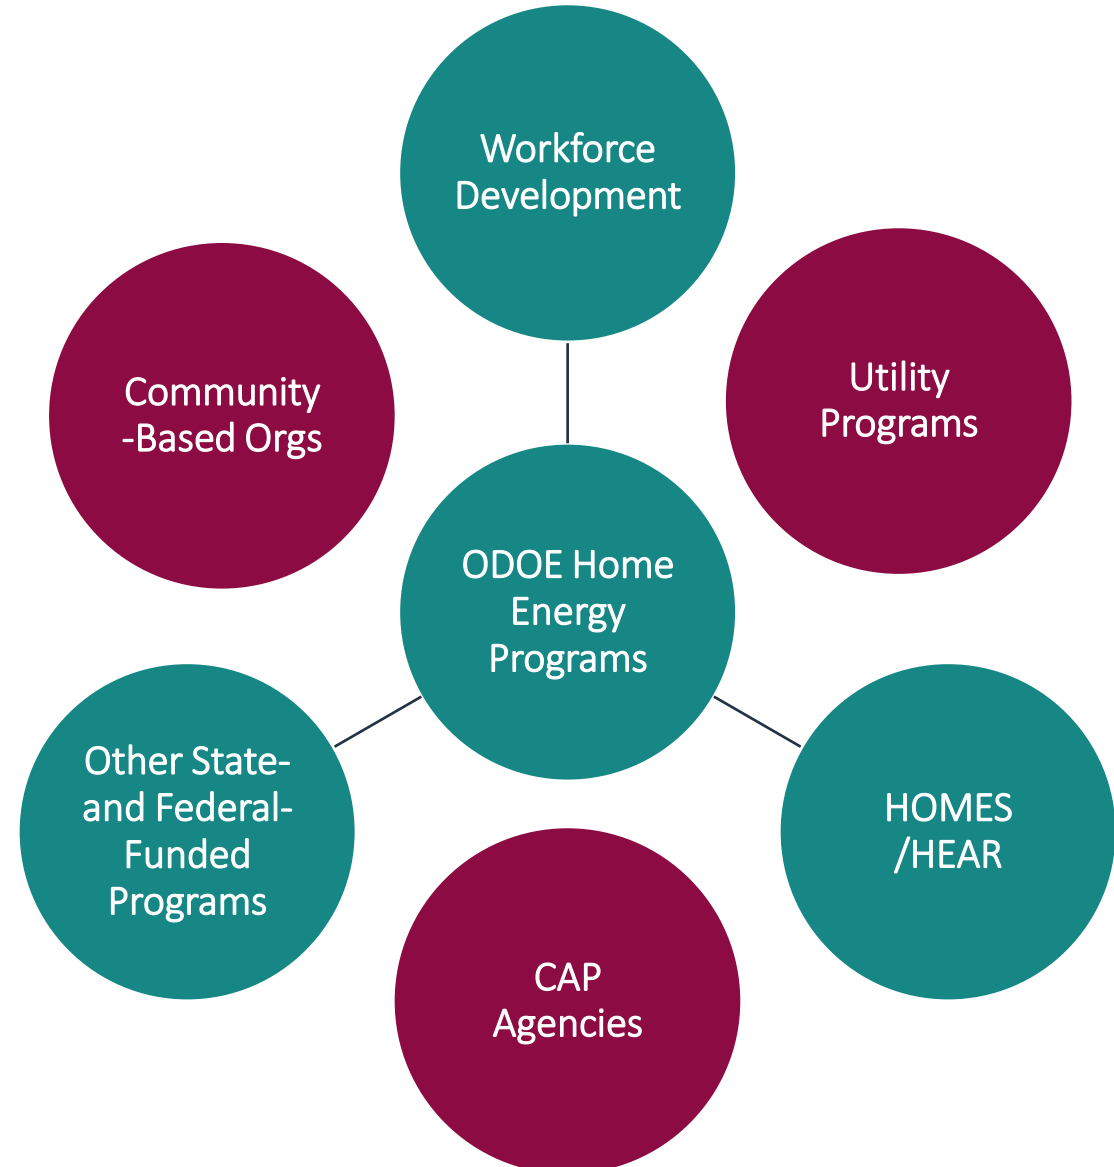 Workforce
Development
Community
-Based Orgs
Utility
Programs
ODOE Home
Energy
Programs
Other State-
and Federal-
Funded
Programs
HOMES
/HEAR
CAP
Agencies